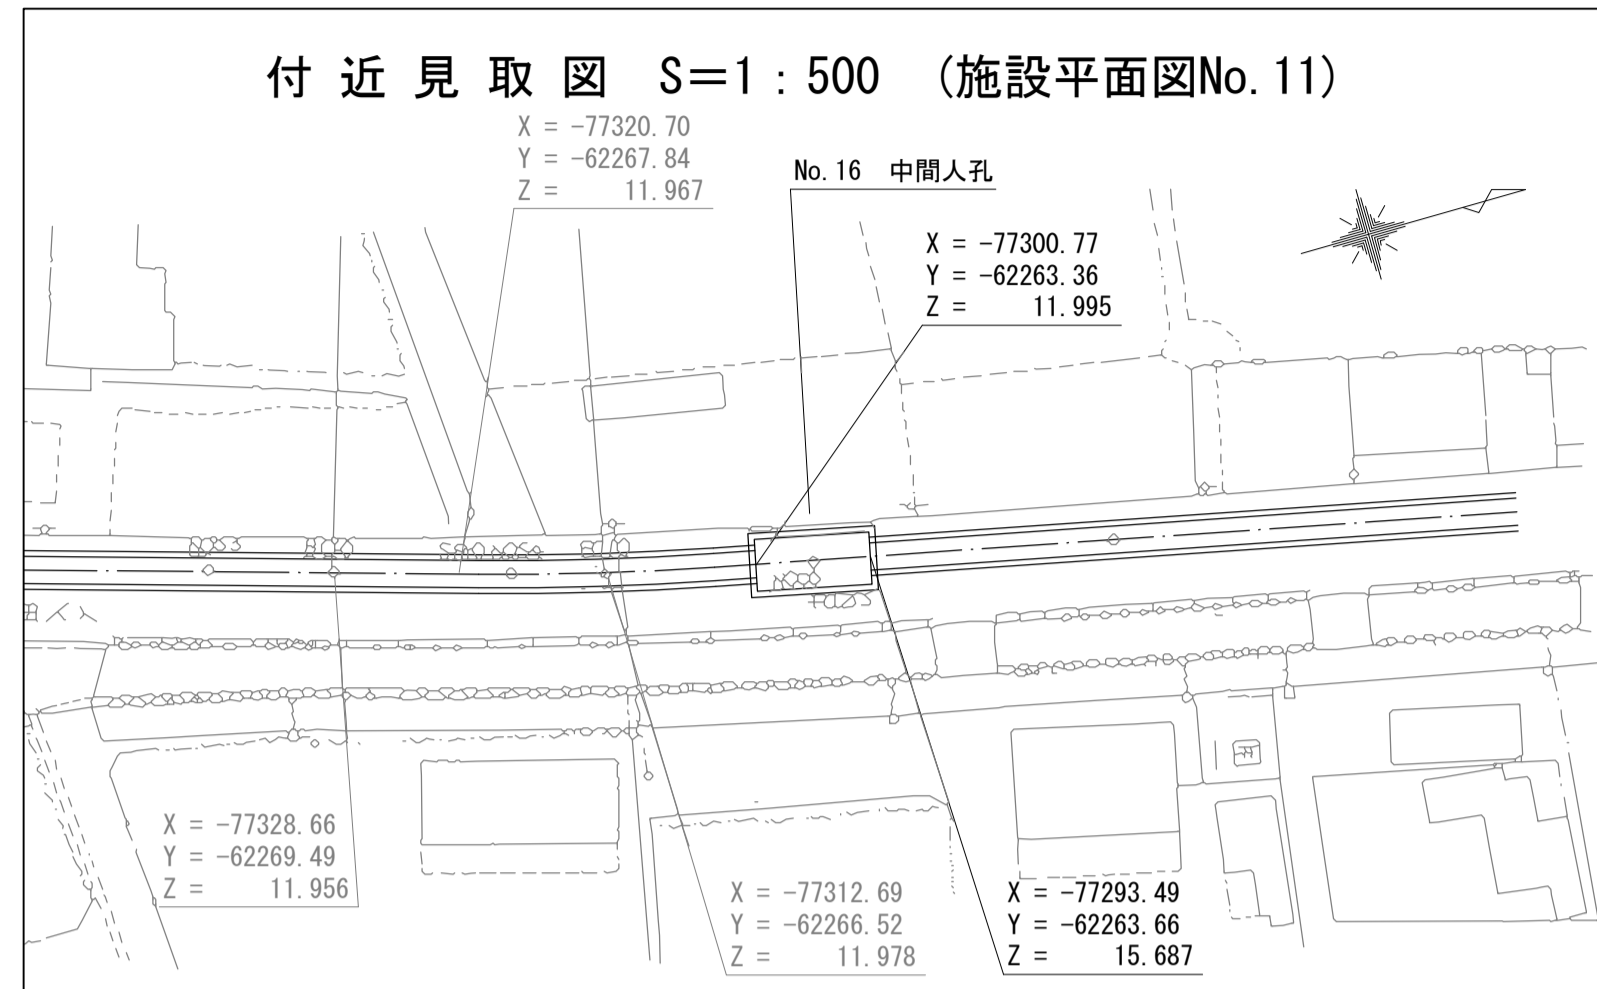 付近見取図 S=1:500 (施設平面図No.11)
X = -77320.70
Y = -62267.84
Z = 11.967
No.16 中間人孔
X = -77300.77
Y = -62263.36
Z = 11.995
X = -77328.66
Y = -62269.49
Z = 11.956
X = -77312.69
Y = -62266.52
Z = 11.978
X = -77293.49
Y = -62263.66
Z = 15.687